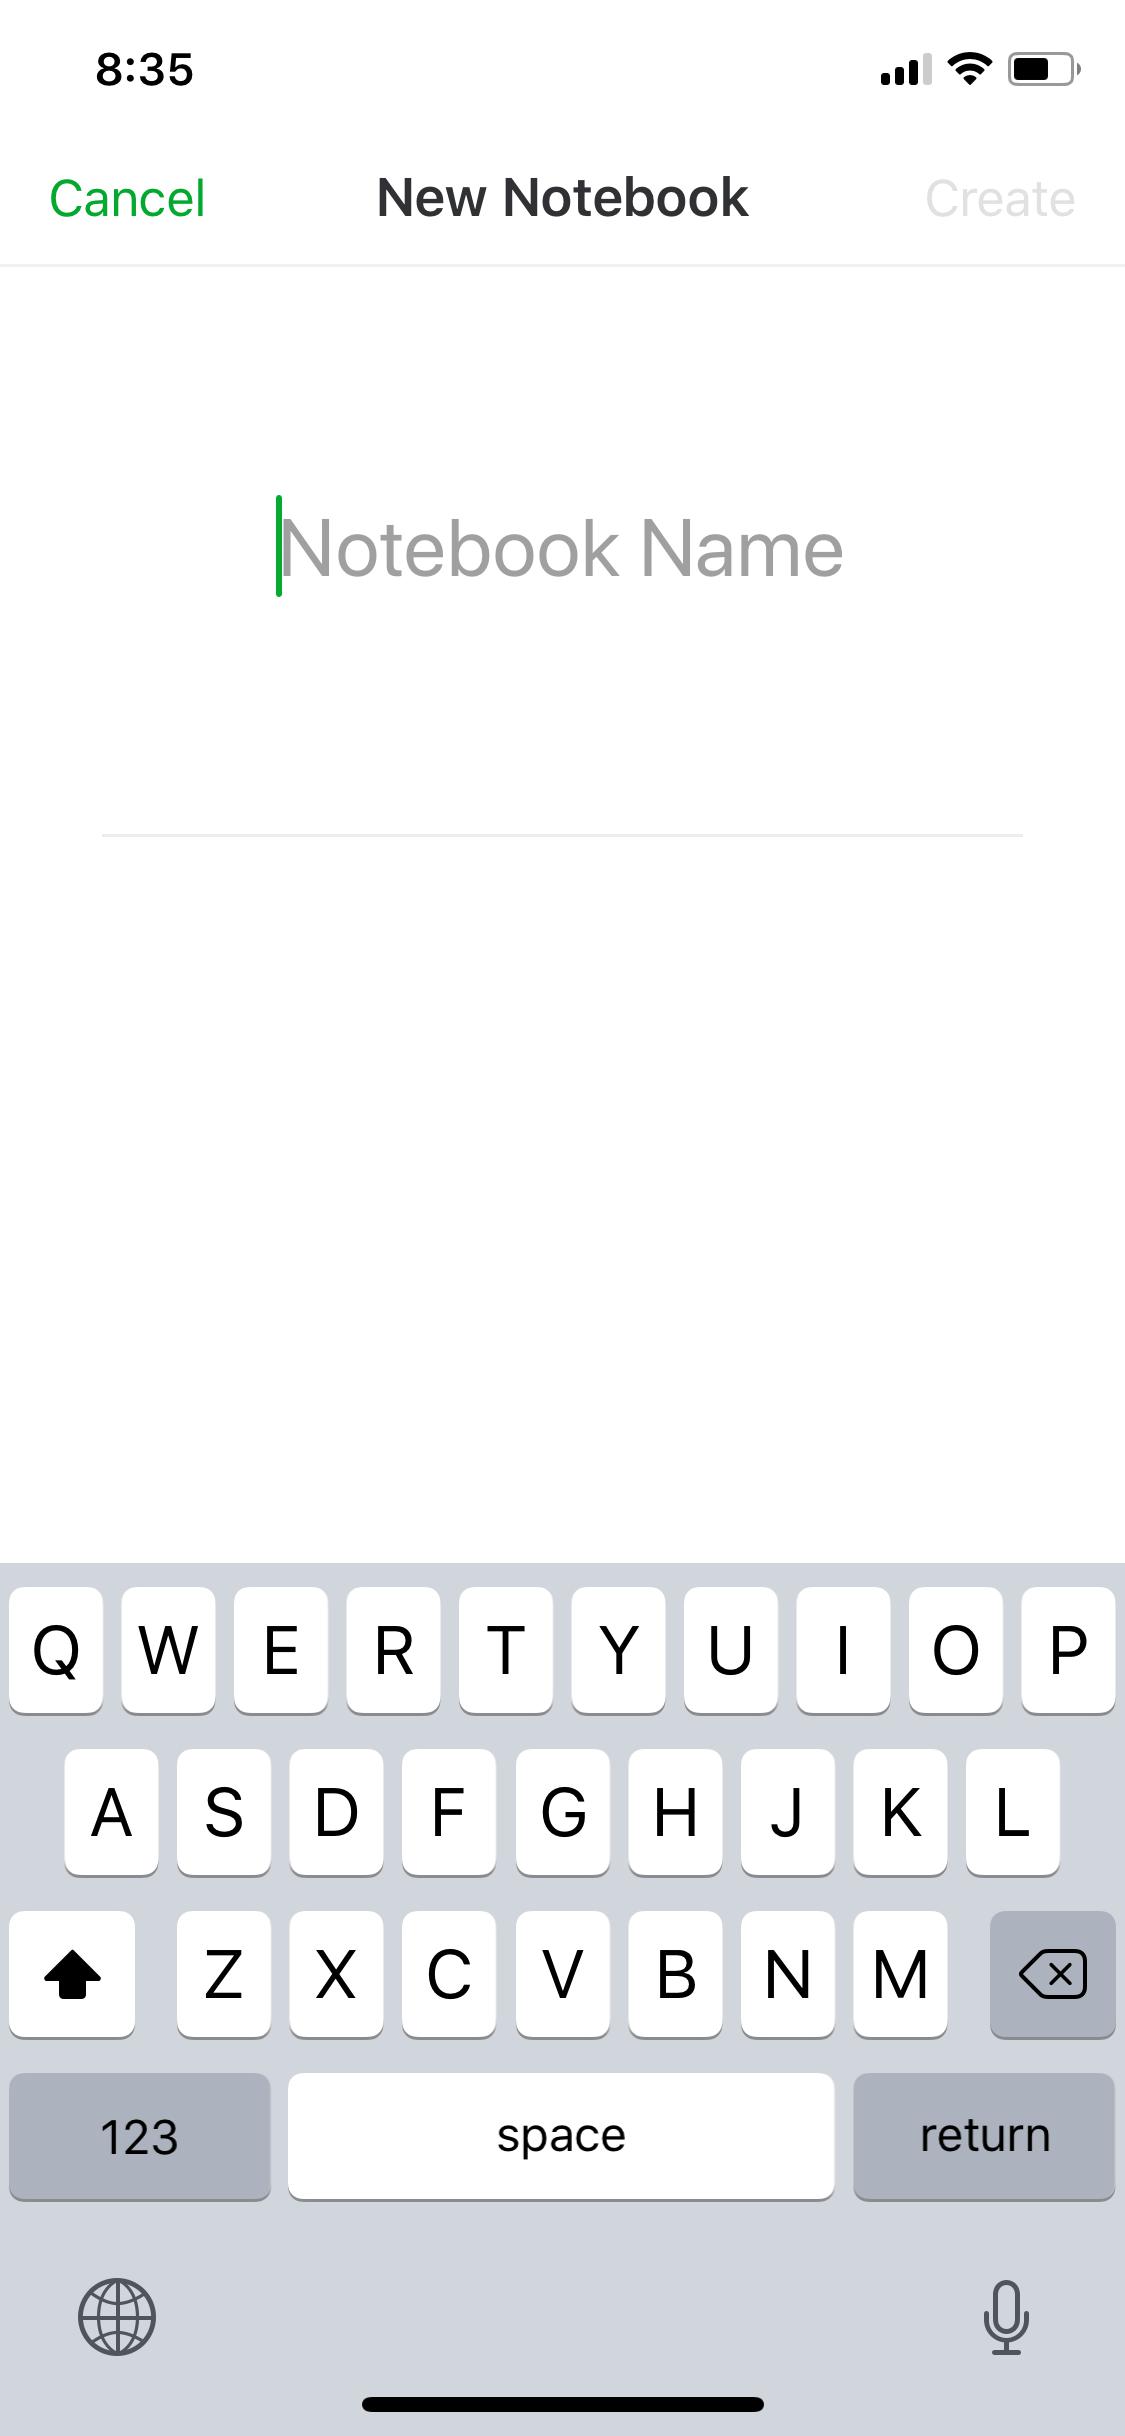 8:35
Cancel New Notebook Create
Notebook Name
Q W E R T Y U I O P
A S D F G H J K L
Z X C V B N M
123 space return